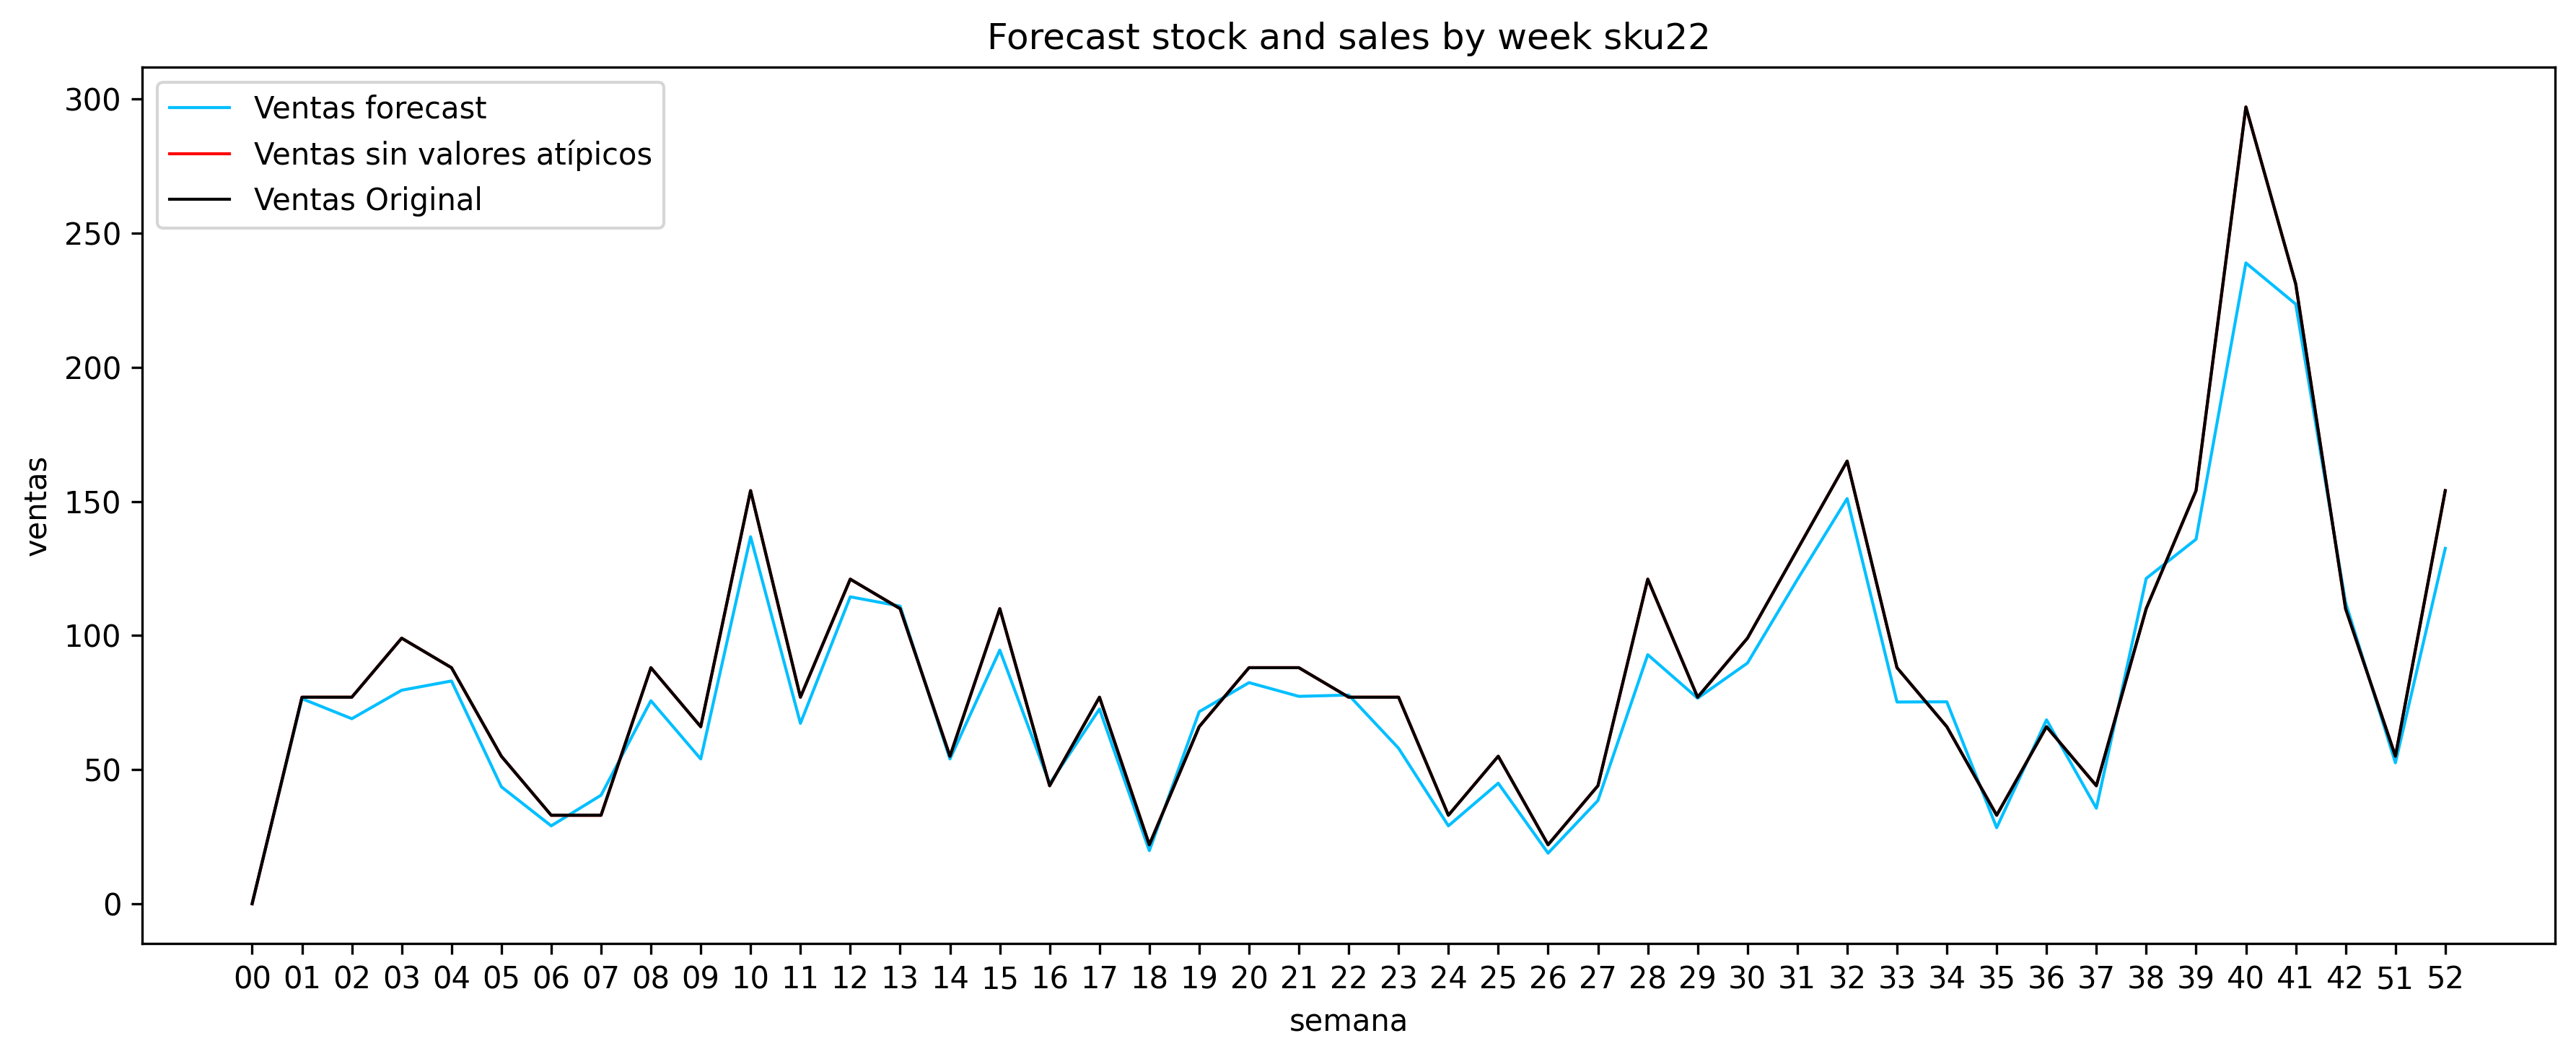 Forecast stock and sales by week sku22
Ventas forecast
Ventas sin valores atípicos
Ventas Original
300
250
200
150
100
50
0
ventas
00 01 02 03 04 05 06 07 08 09 10 11 12 13 14 15 16 17 18 19 20 21 22 23 24 25 26 27 28 29 30 31 32 33 34 35 36 37 38 39 40 41 42 51 52
semana